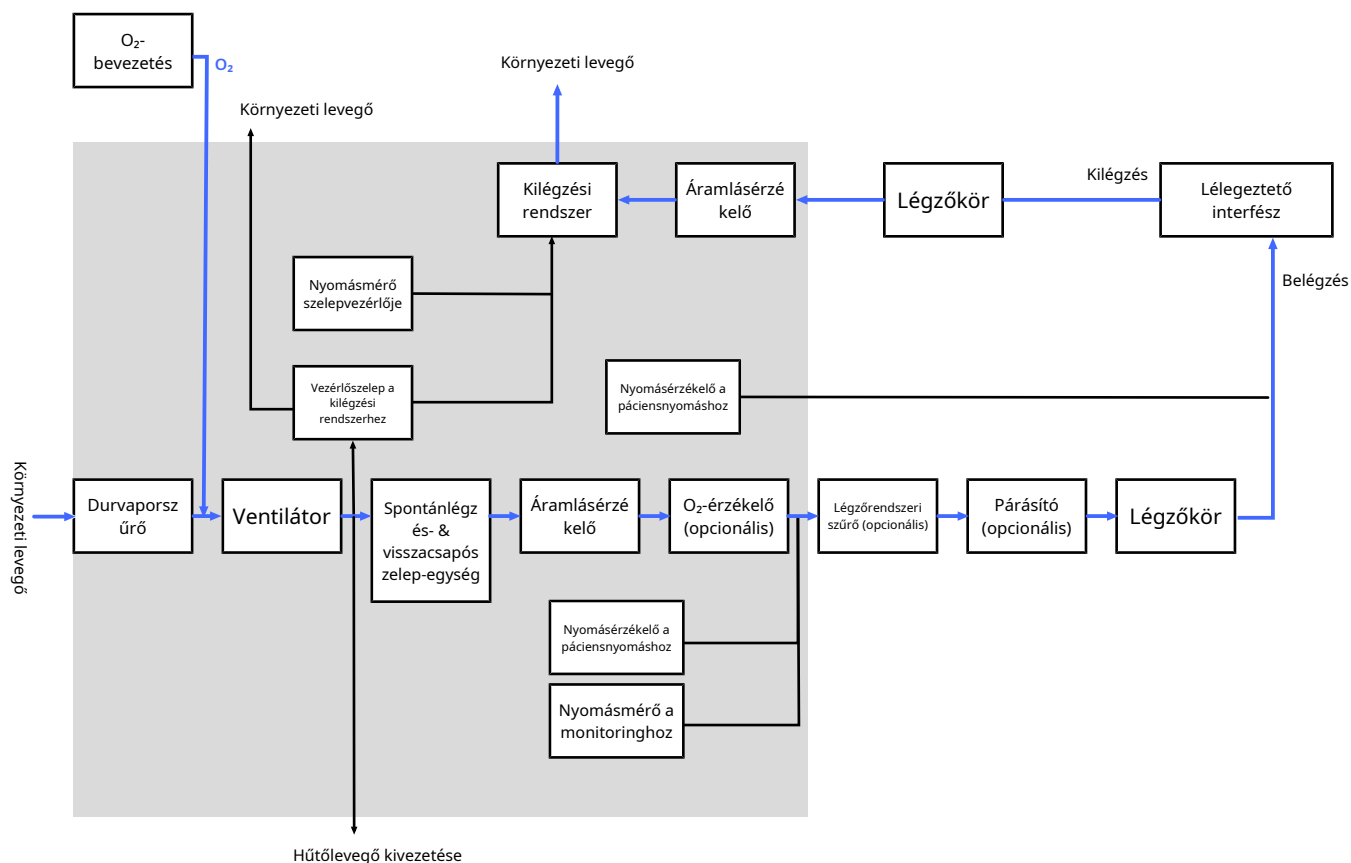 O₂-
bevezetés
O₂
Környezeti levegő
Környezeti levegő
Kilégzési
rendszer
Áramlásérzé
kelő
Légzőkör
Kilégzés
Lélegeztető
interfész
Nyomásmérő
szelepvezérlője
Belégzés
Vezérlőszelep a
kilégzési
rendszerhez
Nyomásérzékelő a
páciensnyomáshoz
Környezeti levegő
Durvaporsz
űrő
Ventilátor
Spontánlégz
és- &
visszacsapós
zelep-egység
Áramlásérzé
kelő
O₂-érzékelő
(opcionális)
Légzőrendszeri
szűrő (opcionális)
Párásító
(opcionális)
Légzőkör
Nyomásérzékelő a
páciensnyomáshoz
Nyomásmérő a
monitoringhoz
Hűtőlevegő kivezetése